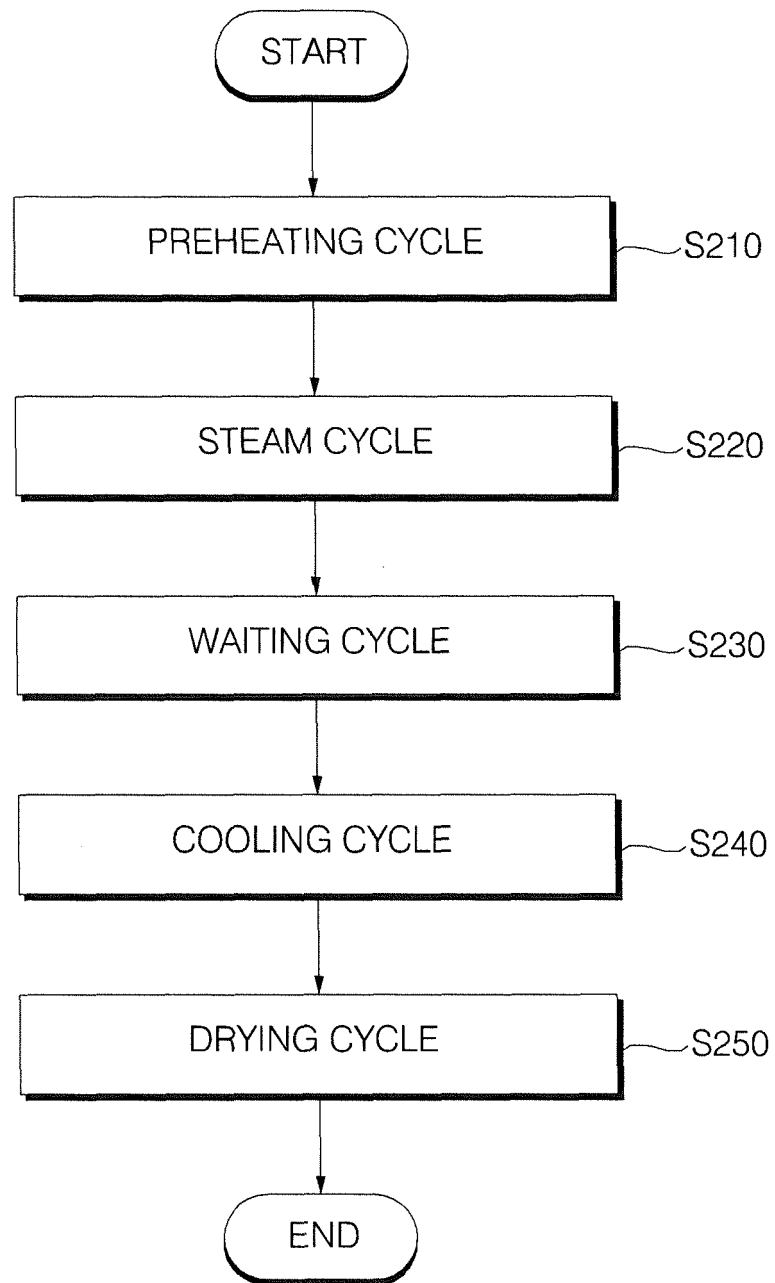 START
PREHEATING CYCLE
S210
STEAM CYCLE
S220
WAITING CYCLE
S230
COOLING CYCLE
S240
DRYING CYCLE
S250
END